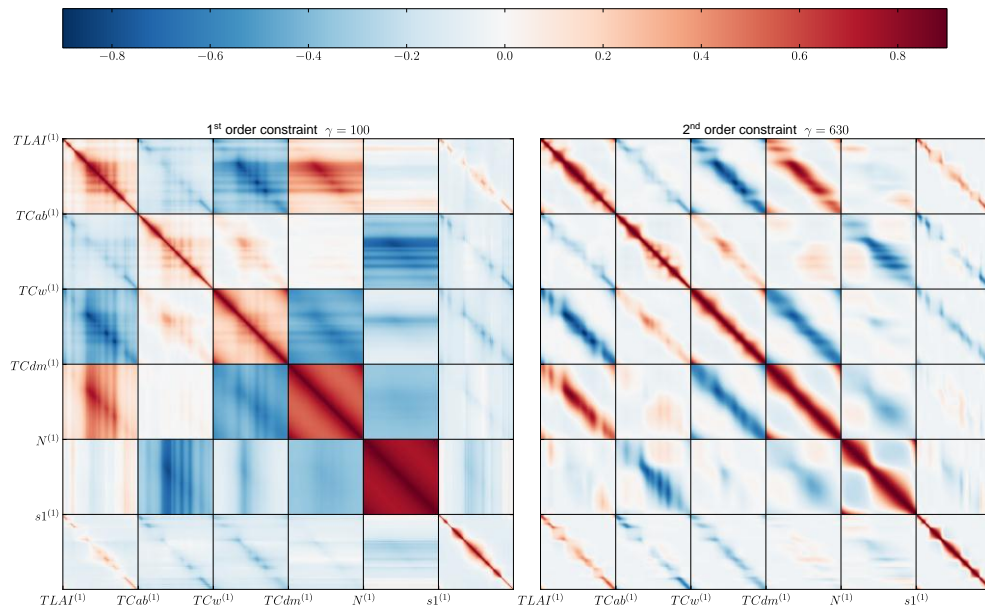 −0.8 −0.6 −0.4 −0.2 0.0 0.2 0.4 0.6 0.8
1st order constraint γ = 100
2nd order constraint γ = 630
TLAI(1)
TCab(1)
TCw(1)
TCdm(1)
N(1)
s1(1)
TLAI(1) TCab(1) TCw(1) TCdm(1) N(1) s1(1)
TLAI(1) TCab(1) TCw(1) TCdm(1) N(1) s1(1)